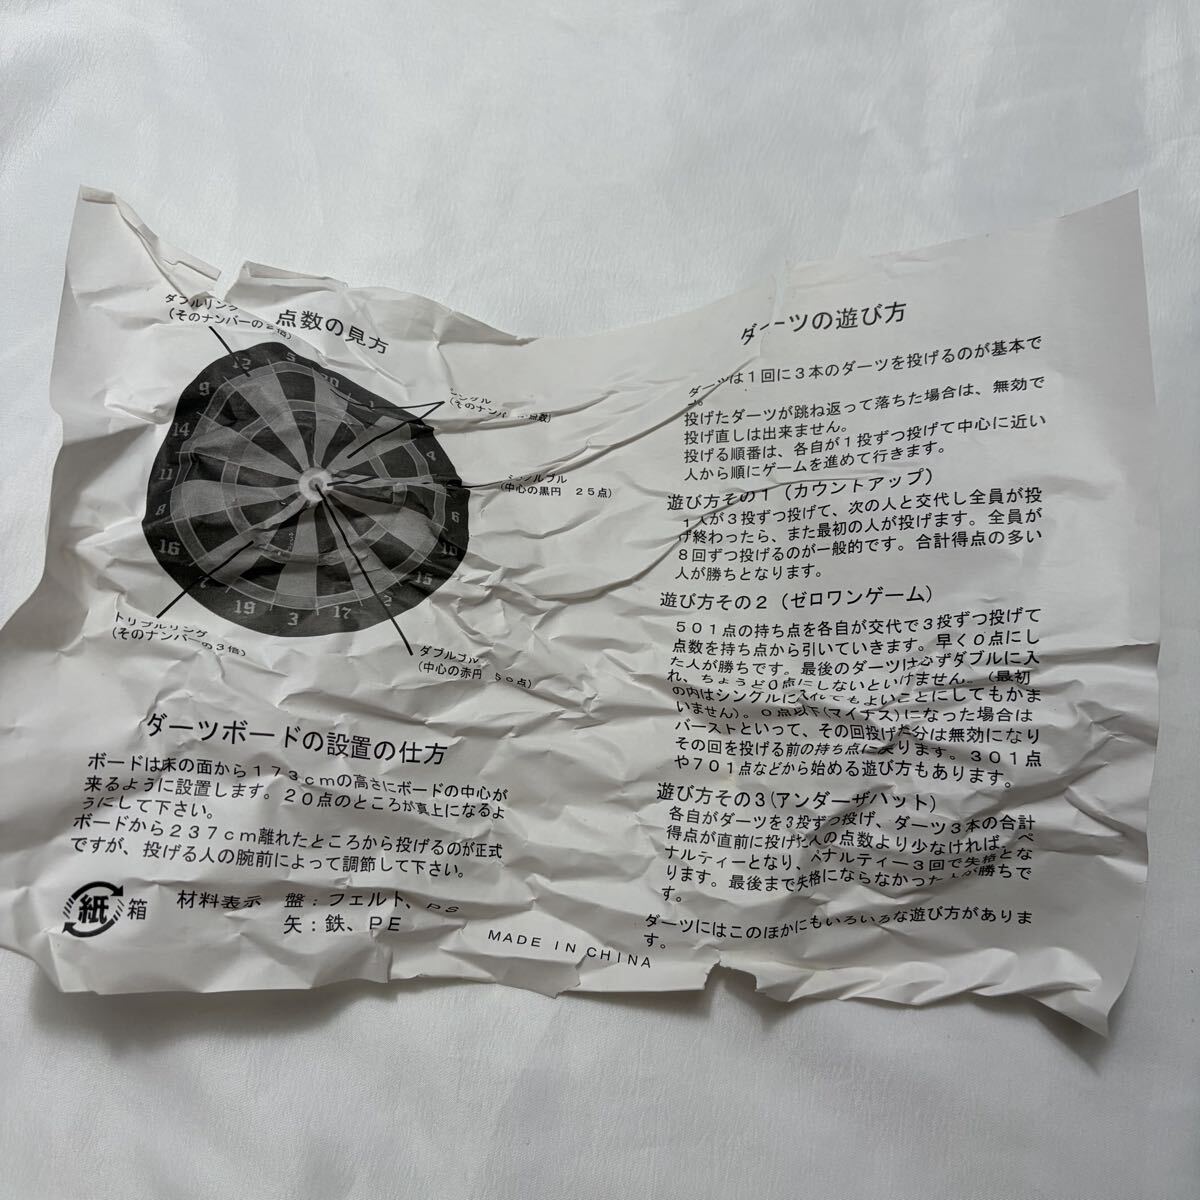 点数の見方
ダブルリング
(そのナンバーの2倍)
シングル
(そのナンバー
(中心の黒円 25点)
トリプルリング
(そのナンバーの3倍)
ダブルブル
(中心の赤円 50点)
5
20
1
4
6
10
15
2
17
3
19
7
16
8
11
14
9
12
ダーツボードの設置の仕方
ボードは床の面から173cmの高さにボードの中心が
来るように設置します。20点のところが真上になるよ
うにして下さい。
ボードから237cm離れたところから投げるのが正式
ですが、投げる人の腕前によって調節して下さい。
紙 箱
材料表示 盤:フェルト、PS
矢:鉄、PE
MADE IN CHINA
ダーツの遊び方
ダーツは1回に3本のダーツを投げるのが基本で
す。
投げたダーツが跳ね返って落ちた場合は、無効で
投げ直しは出来ません。
投げる順番は、各自が1投ずつ投げて中心に近い
人から順にゲームを進めて行きます。
遊び方その1(カウントアップ)
1人が3投ずつ投げて、次の人と交代し全員が投
げ終わったら、また最初の人が投げます。全員が
8回ずつ投げるのが一般的です。合計得点の多い
人が勝ちとなります。
遊び方その2(ゼロワンゲーム)
501点の持ち点を各自が交代で3投ずつ投げて
点数を持ち点から引いていきます。早く0点にし
た人が勝ちです。最後のダーツは必ずダブルに入
れ、ちょうど0点にしないといけません。(最初
の内はシングルに入れてもよいことにしてもかま
いません)。0点以下(マイナス)になった場合は
バーストといって、その回投げた分は無効になり
その回を投げる前の持ち点に戻ります。301点
や701点などから始める遊び方もあります。
遊び方その3(アンダーザハット)
各自がダーツを3投ずつ投げ、ダーツ3本の合計
得点が直前に投げた人の点数より少なければ、ペ
ナルティーとなり、ペナルティー3回で失格とな
ります。最後まで失格にならなかった人が勝ちで
す。
ダーツにはこのほかにもいろいろな遊び方がありま
す。